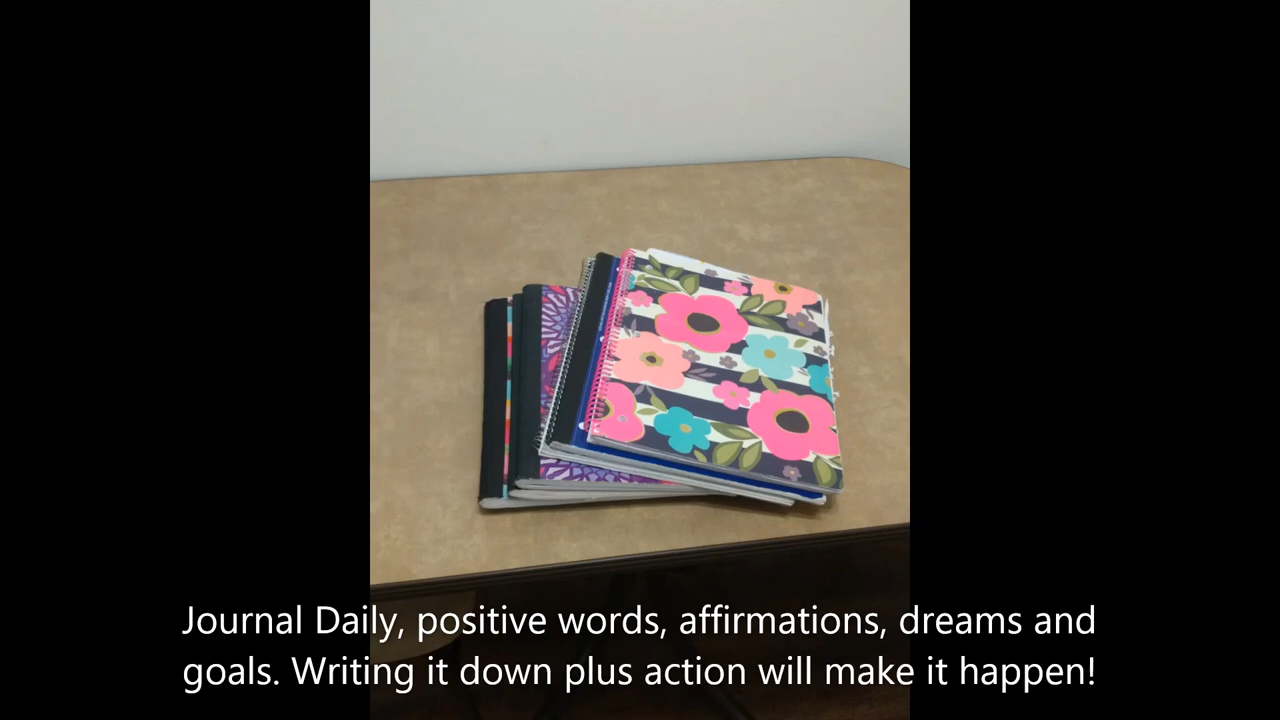 Journal Daily, positive words, affirmations, dreams and
goals. Writing it down plus action will make it happen!